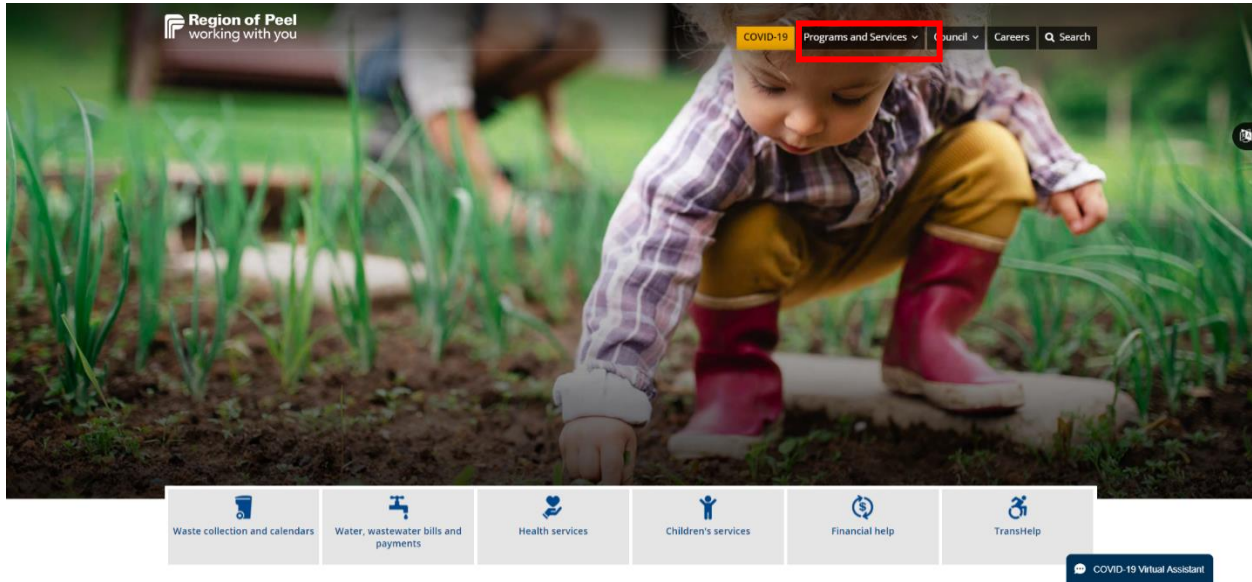 Region of Peel
working with you
COVID-19 Programs and Services Council Careers Search
Waste collection and calendars
Water, wastewater bills and
payments
Health services
Children's services
Financial help
TransHelp
COVID-19 Virtual Assistant